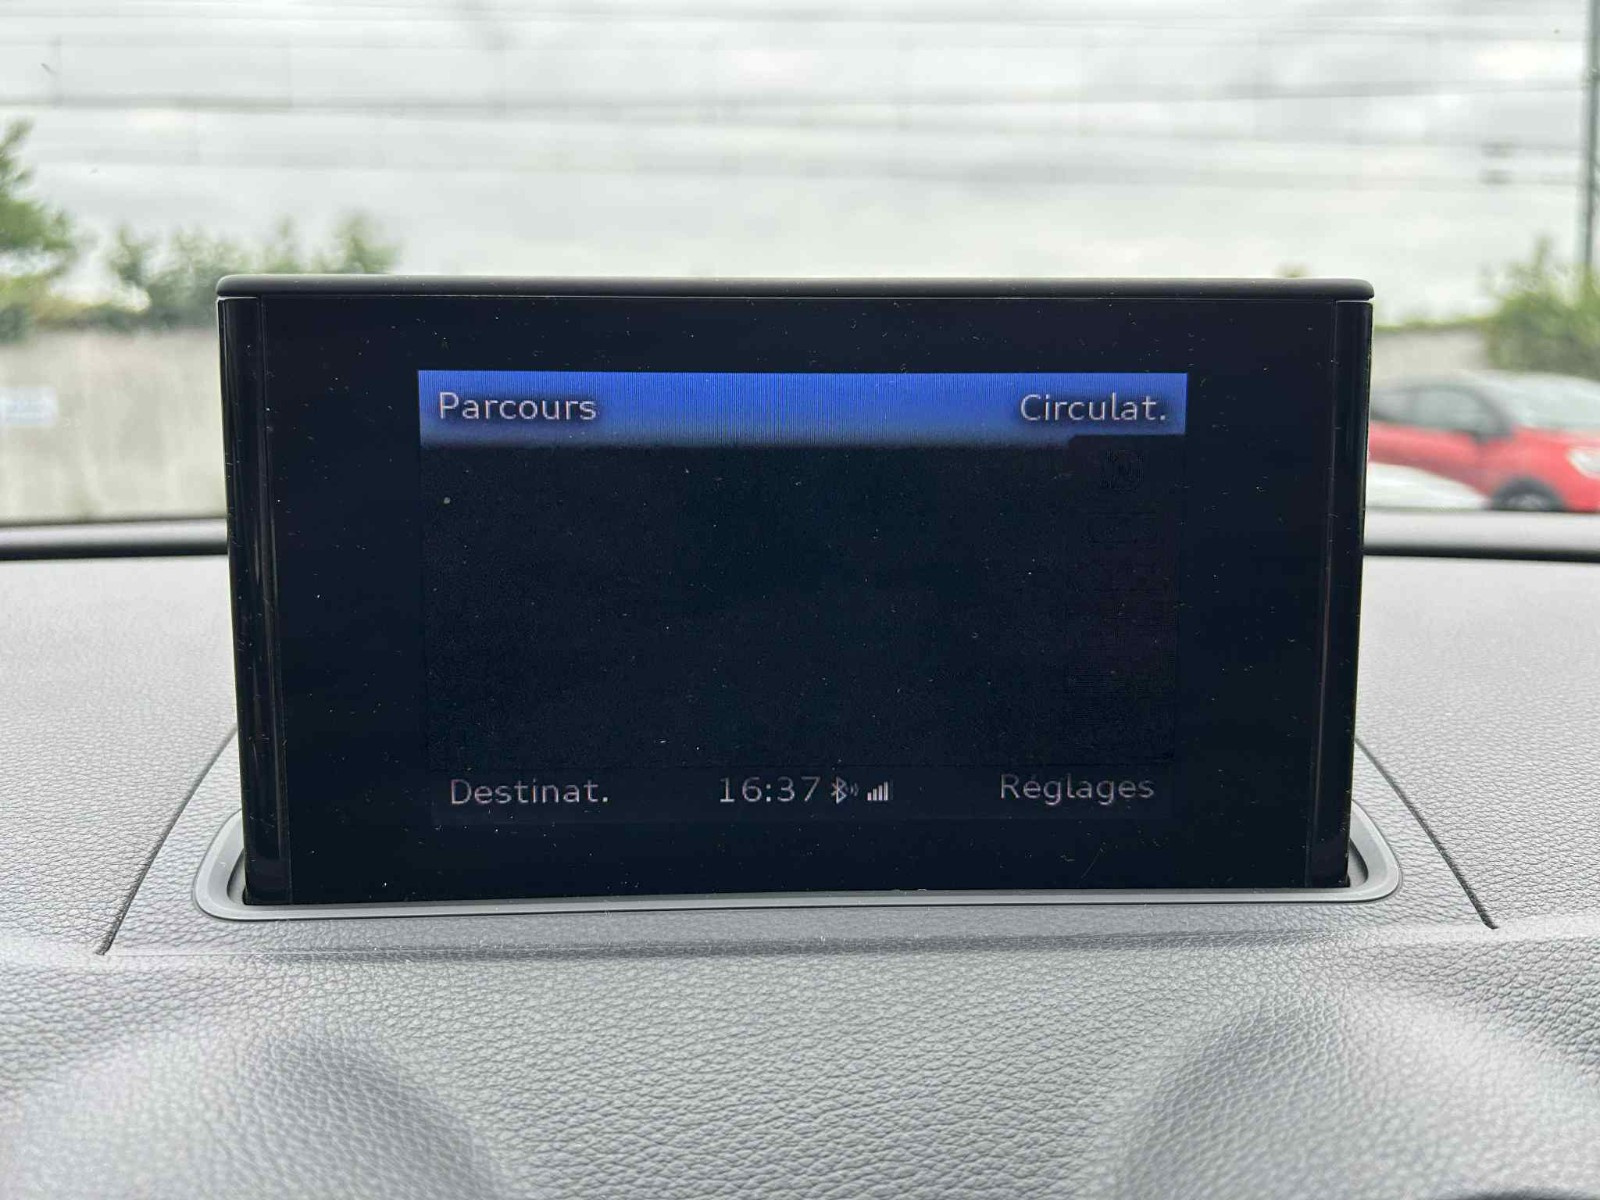 Parcours Circulat.
Destinat. 16:37 Réglages